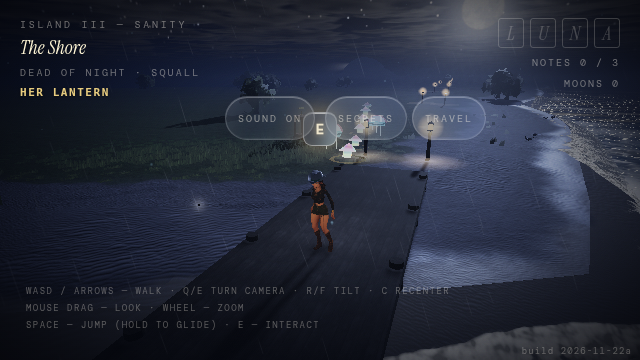 ISLAND III — SANITY ·
The Shore
DEAD OF NIGHT · SQUALL
HER LANTERN
LUNA
NOTES 0 / 3
MOONS 0
SOUND ON
SECRETS
TRAVEL
E
WASD / ARROWS — WALK · Q/E TURN CAMERA · R/F TILT · C RECENTER
MOUSE DRAG — LOOK · WHEEL — ZOOM
SPACE — JUMP (HOLD TO GLIDE) · E — INTERACT
build 2026-11-22a